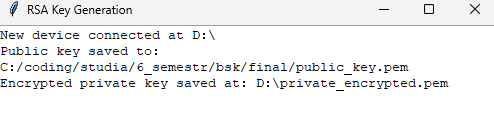 RSA Key Generation
New device connected at D:\
Public key saved to:
C:/coding/studia/6_semestr/bsk/final/public_key.pem
Encrypted private key saved at: D:\private_encrypted.pem